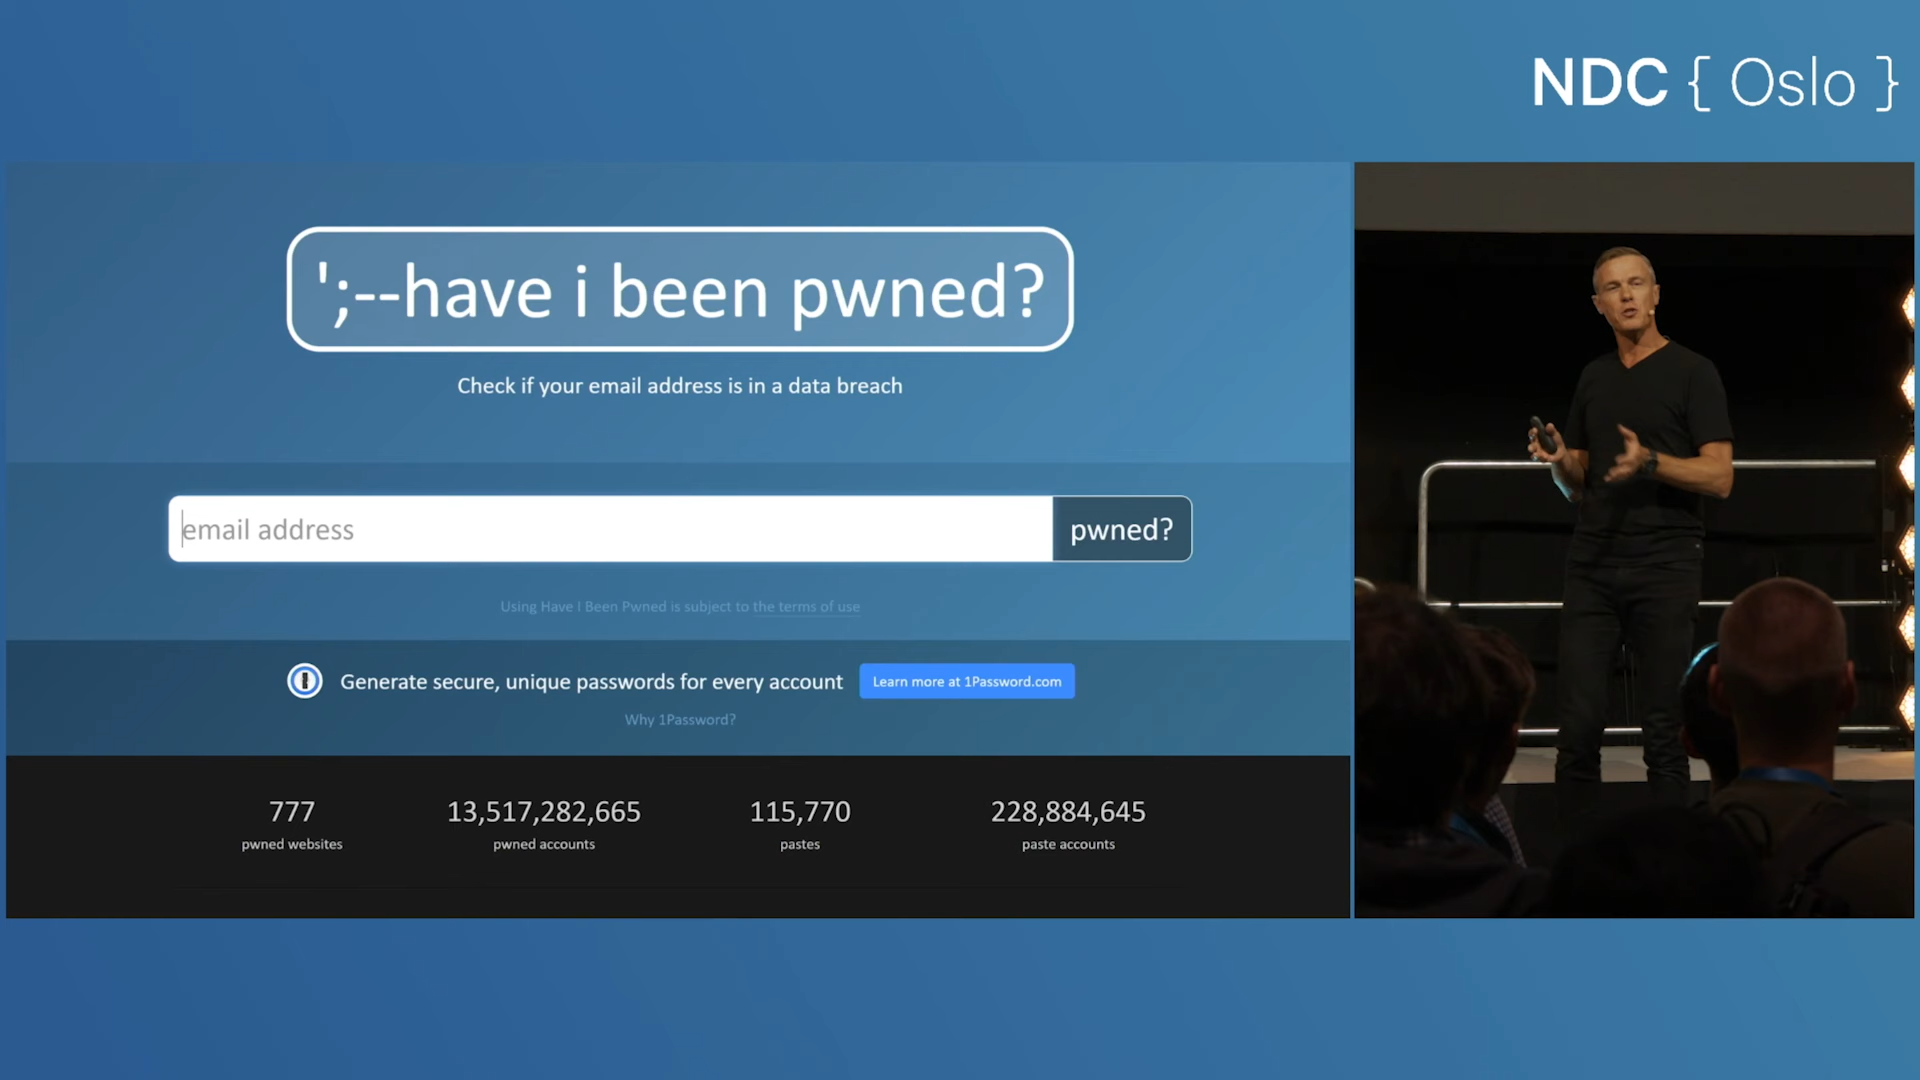 NDC { Oslo }
';--have i been pwned?
Check if your email address is in a data breach
email address
pwned?
Using Have I Been Pwned is subject to the terms of use
Generate secure, unique passwords for every account
Learn more at 1Password.com
Why 1Password?
777
13,517,282,665
115,770
228,884,645
pwned websites
pwned accounts
pastes
paste accounts